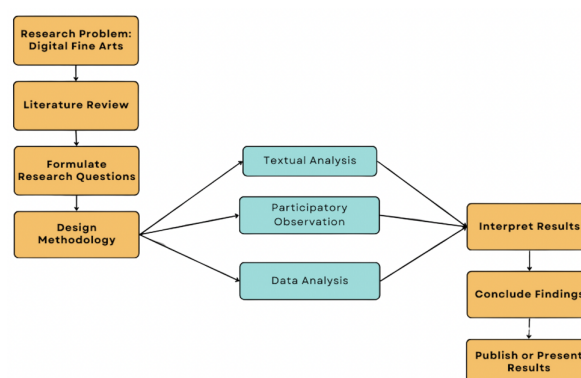 Research Problem:
Digital Fine Arts
Literature Review
Formulate
Research Questions
Design
Methodology
Textual Analysis
Participatory
Observation
Data Analysis
Interpret Results
Conclude Findings
Publish or Present
Results